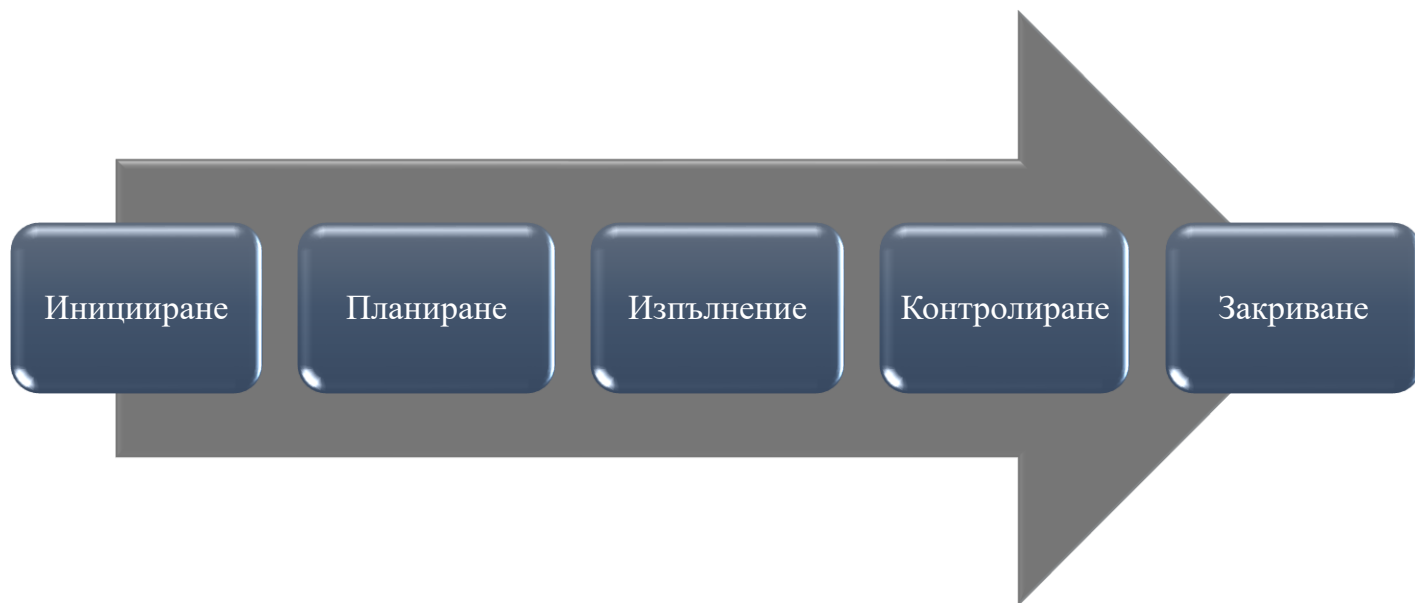 Иницииране
Планиране
Изпълнение
Контролиране
Закриване